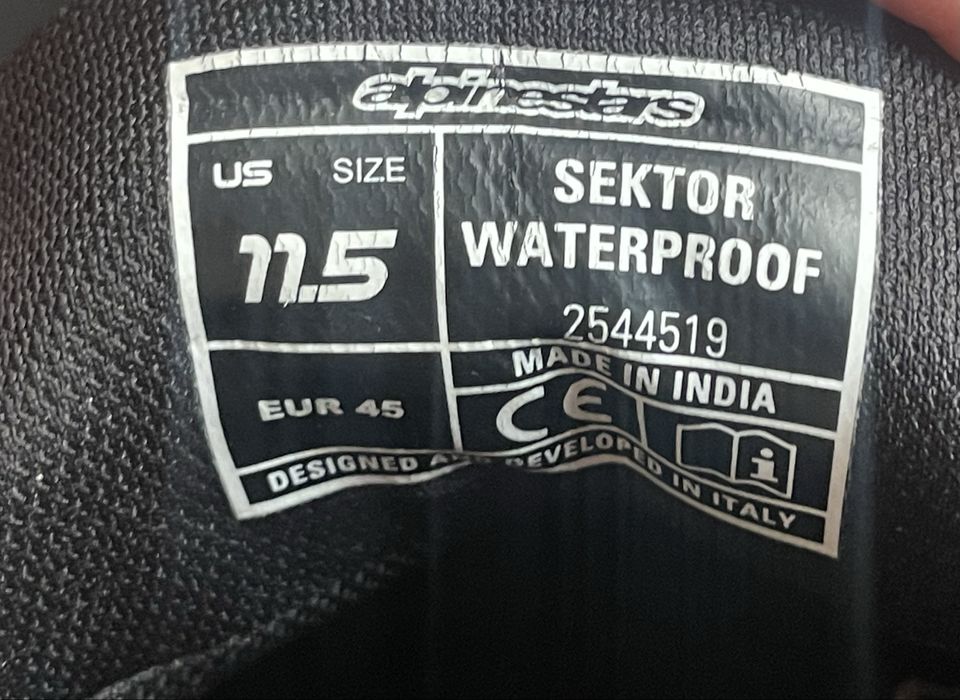 alpinestars
US SIZE
11.5
EUR 45
SEKTOR
WATERPROOF
2544519
MADE IN INDIA
CE
i
DESIGNED AND DEVELOPED IN ITALY